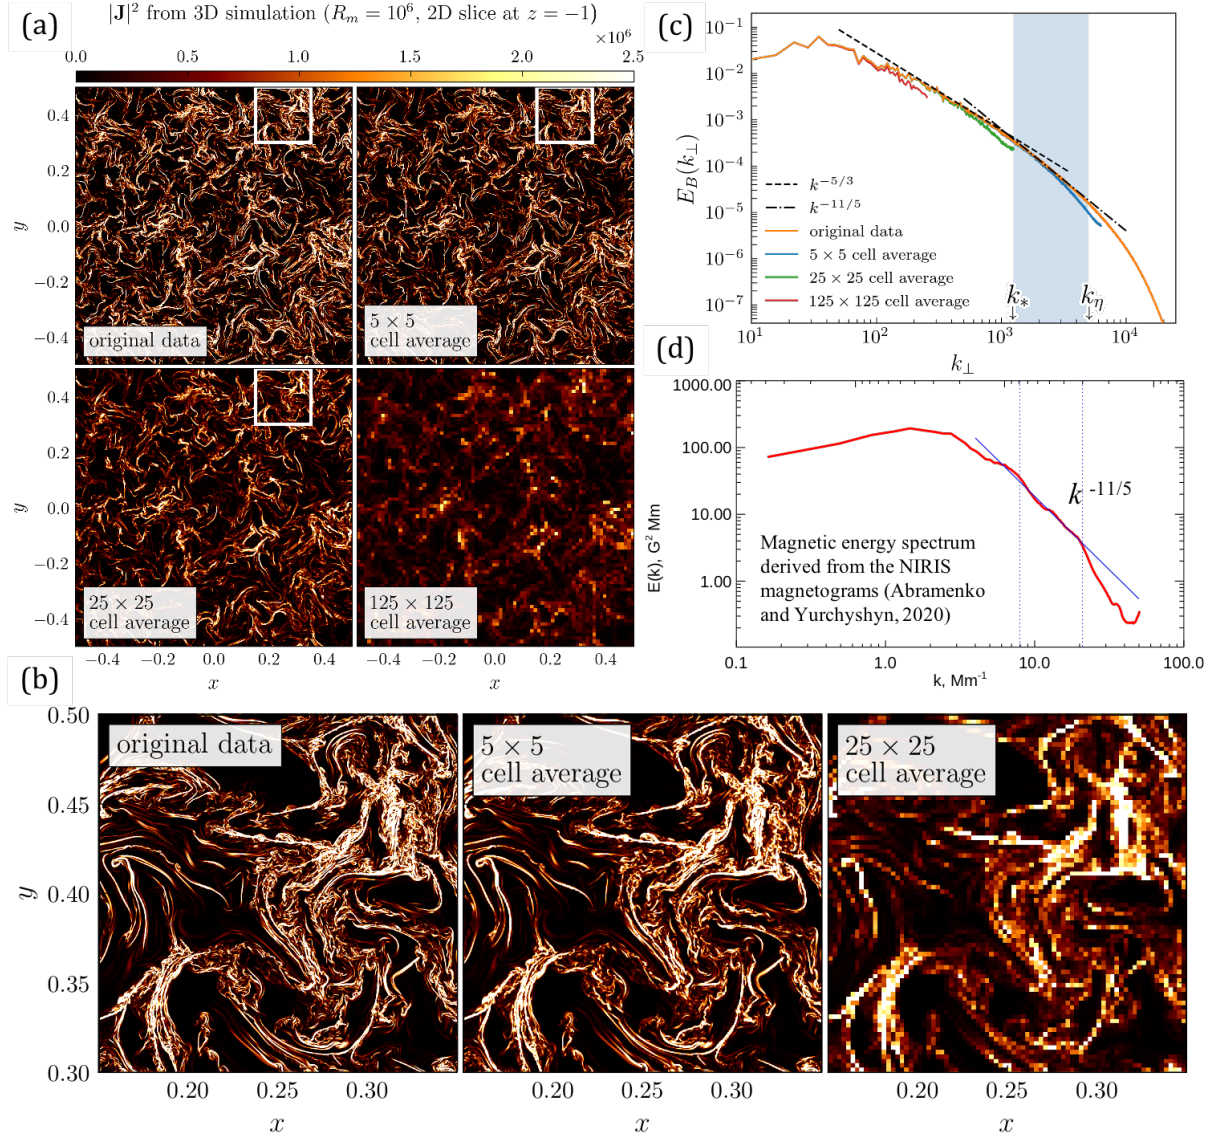 (a)
|J|² from 3D simulation (R_m = 10⁶, 2D slice at z = −1)
×10⁶
0.0 0.5 1.0 1.5 2.0 2.5
0.4
0.2
0.0
−0.2
−0.4
y
original data
5 × 5
cell average
0.4
0.2
0.0
−0.2
−0.4
y
25 × 25
cell average
125 × 125
cell average
−0.4 −0.2 0.0 0.2 0.4
−0.4 −0.2 0.0 0.2 0.4
x x
(c)
10⁻¹
10⁻²
10⁻³
10⁻⁴
10⁻⁵
10⁻⁶
10⁻⁷
E_B(k_⊥)
k^{−5/3}
k^{−11/5}
original data
5 × 5 cell average
25 × 25 cell average
125 × 125 cell average
k_* k_η
10¹ 10² 10³ 10⁴
k_⊥
(d)
1000.00
100.00
10.00
1.00
E(k), G² Mm
k^{-11/5}
Magnetic energy spectrum
derived from the NIRIS
magnetograms (Abramenko
and Yurchyshyn, 2020)
0.1 1.0 10.0 100.0
k, Mm⁻¹
(b)
0.50
0.45
0.40
0.35
0.30
y
original data
5 × 5
cell average
25 × 25
cell average
0.20 0.25 0.30
0.20 0.25 0.30
0.20 0.25 0.30
x x x